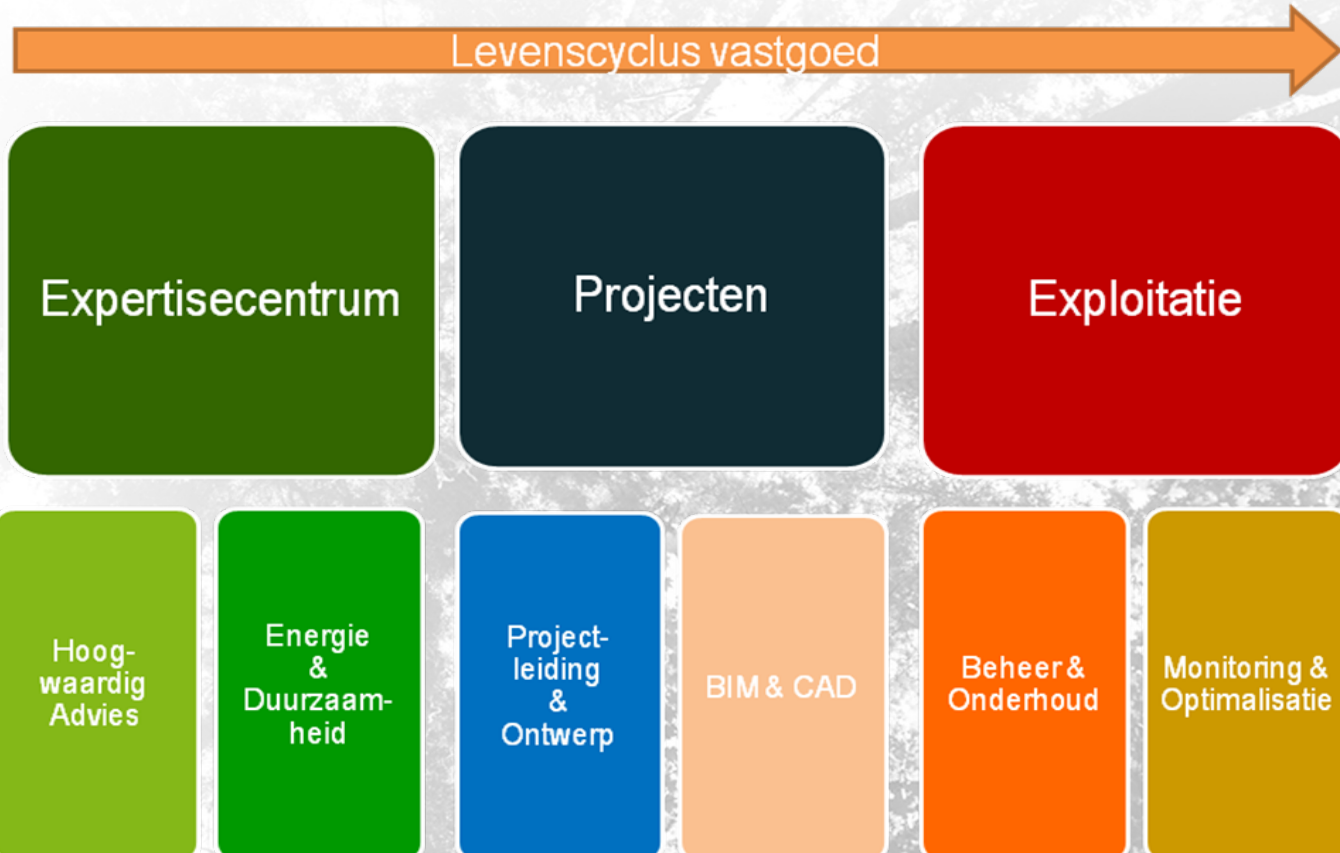 Levenscyclus vastgoed
Expertisecentrum
Projecten
Exploitatie
Hoog-
waardig
Advies
Energie
&
Duurzaam-
heid
Project-
leiding
&
Ontwerp
BIM & CAD
Beheer &
Onderhoud
Monitoring &
Optimalisatie